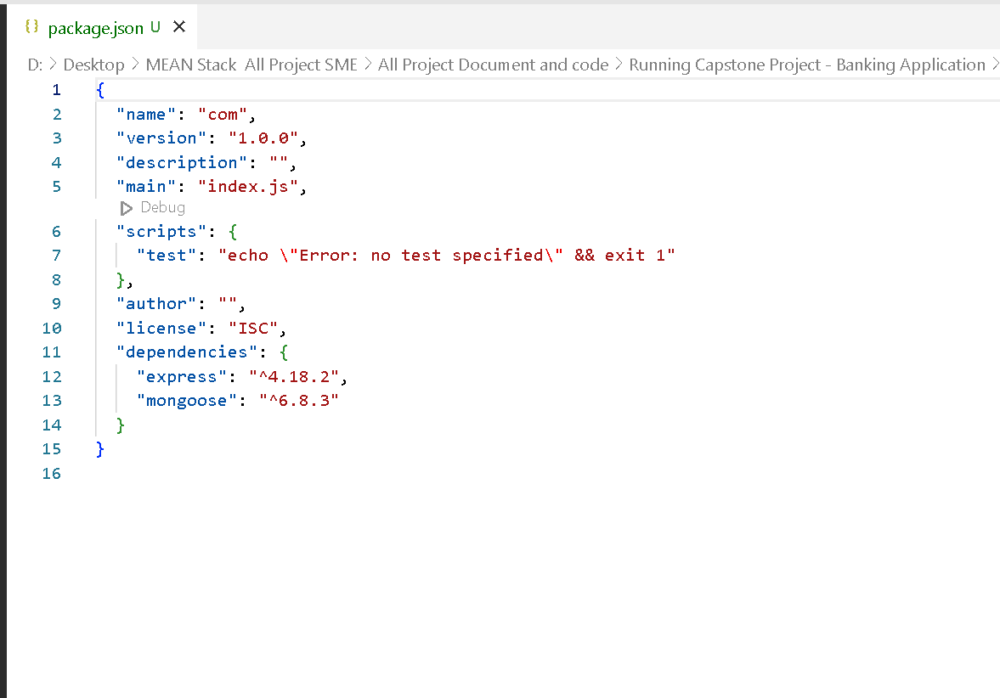 package.json U
D: > Desktop > MEAN Stack All Project SME > All Project Document and code > Running Capstone Project - Banking Application >
1 {
2 "name": "com",
3 "version": "1.0.0",
4 "description": "",
5 "main": "index.js",
Debug
6 "scripts": {
7 "test": "echo \"Error: no test specified\" && exit 1"
8 },
9 "author": "",
10 "license": "ISC",
11 "dependencies": {
12 "express": "^4.18.2",
13 "mongoose": "^6.8.3"
14 }
15 }
16